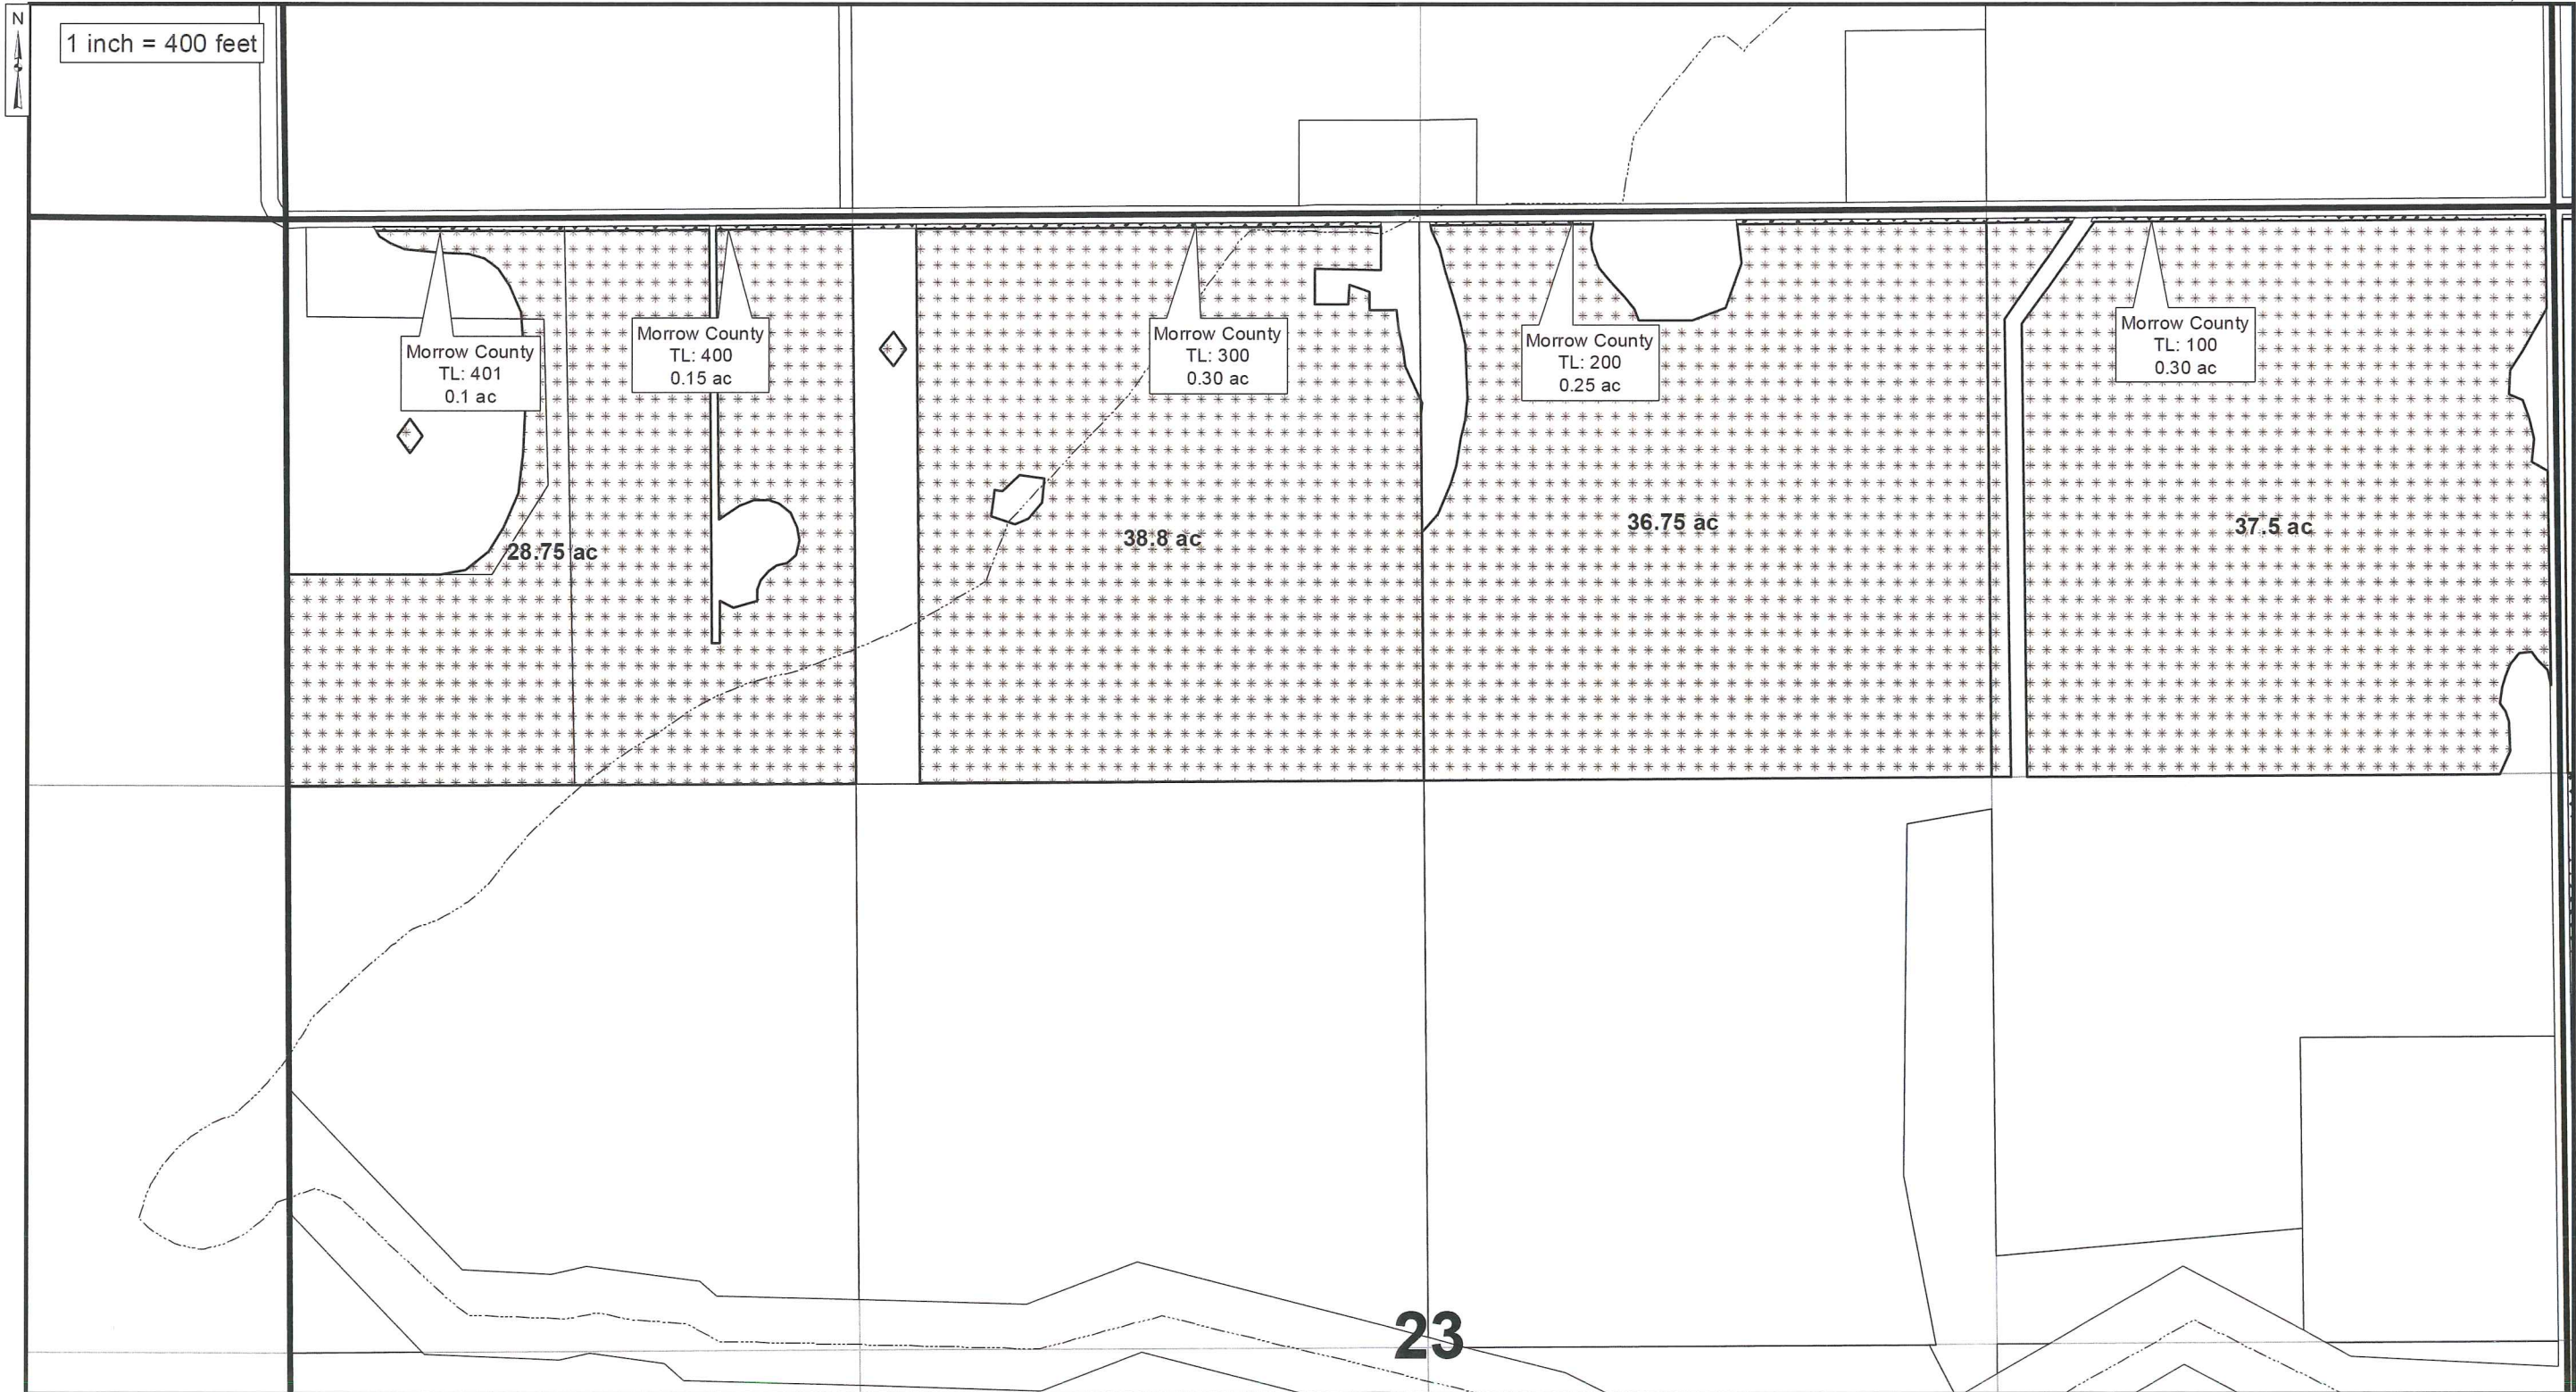 N
1 inch = 400 feet
Morrow County
TL: 401
0.1 ac
Morrow County
TL: 400
0.15 ac
Morrow County
TL: 300
0.30 ac
Morrow County
TL: 200
0.25 ac
Morrow County
TL: 100
0.30 ac
28.75 ac
38.8 ac
36.75 ac
37.5 ac
23